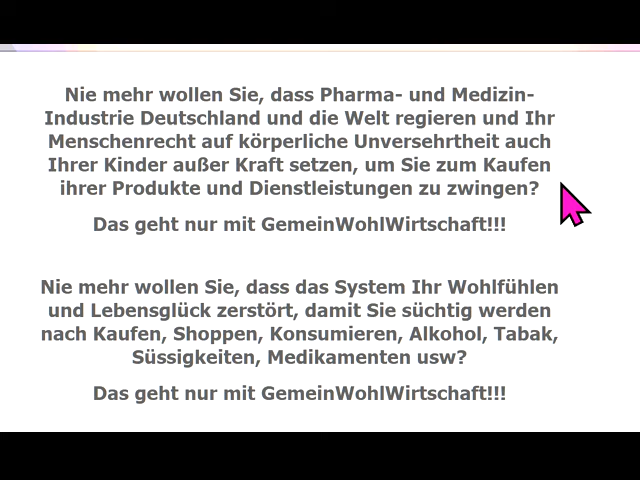 Nie mehr wollen Sie, dass Pharma- und Medizin-
Industrie Deutschland und die Welt regieren und Ihr
Menschenrecht auf körperliche Unversehrtheit auch
Ihrer Kinder außer Kraft setzen, um Sie zum Kaufen
ihrer Produkte und Dienstleistungen zu zwingen?
Das geht nur mit GemeinWohlWirtschaft!!!
Nie mehr wollen Sie, dass das System Ihr Wohlfühlen
und Lebensglück zerstört, damit Sie süchtig werden
nach Kaufen, Shoppen, Konsumieren, Alkohol, Tabak,
Süssigkeiten, Medikamenten usw?
Das geht nur mit GemeinWohlWirtschaft!!!